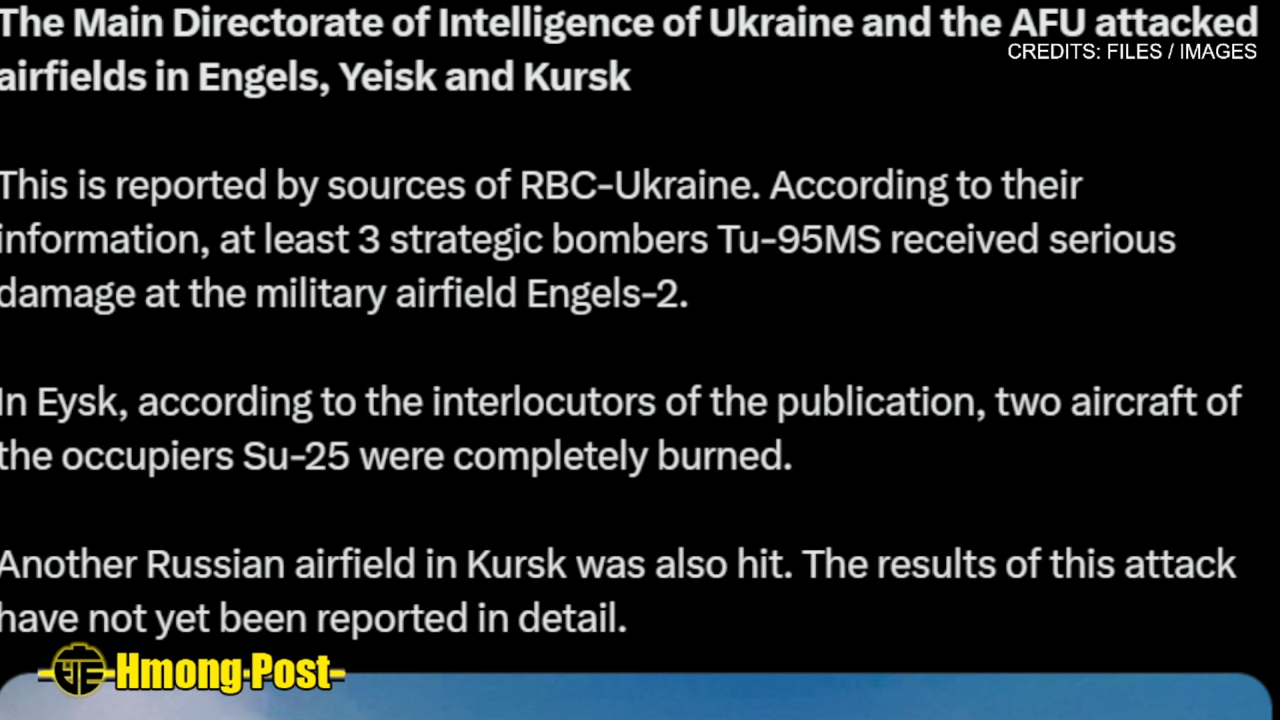 The Main Directorate of Intelligence of Ukraine and the AFU attacked
CREDITS: FILES / IMAGES
airfields in Engels, Yeisk and Kursk
This is reported by sources of RBC-Ukraine. According to their
information, at least 3 strategic bombers Tu-95MS received serious
damage at the military airfield Engels-2.
In Eysk, according to the interlocutors of the publication, two aircraft of
the occupiers Su-25 were completely burned.
Another Russian airfield in Kursk was also hit. The results of this attack
have not yet been reported in detail.
Hmong Post